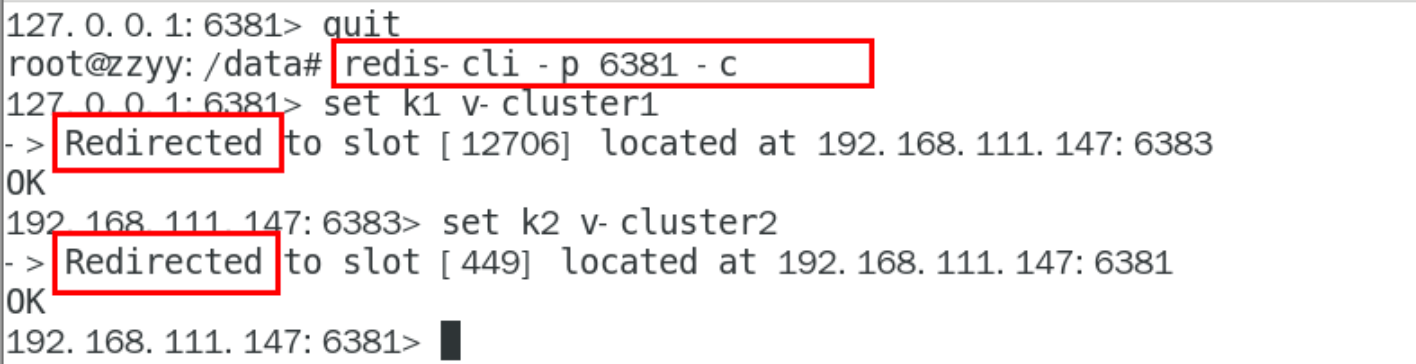 127.0.0.1:6381> quit
root@zzyy:/data# redis-cli -p 6381 -c
127.0.0.1:6381> set k1 v-cluster1
-> Redirected to slot [12706] located at 192.168.111.147:6383
OK
192.168.111.147:6383> set k2 v-cluster2
-> Redirected to slot [449] located at 192.168.111.147:6381
OK
192.168.111.147:6381>